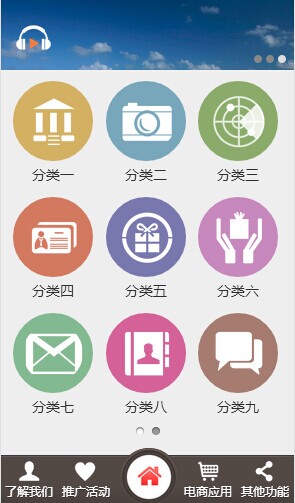 分类一 分类二 分类三
分类四 分类五 分类六
分类七 分类八 分类九
了解我们 推广活动 电商应用 其他功能